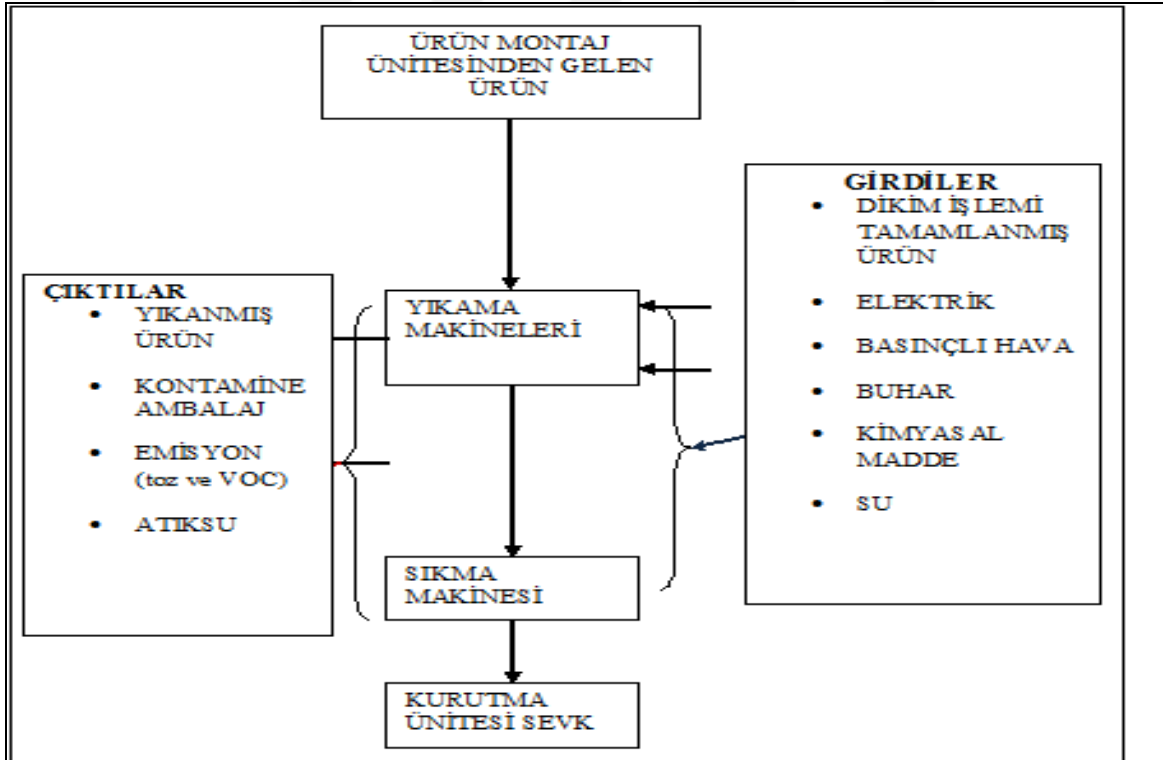 ÜRÜN MONTAJ
ÜNİTESİNDEN GELEN
ÜRÜN
GİRDİLER
• DİKİM İŞLEMİ
TAMAMLANMIŞ
ÜRÜN
• ELEKTRİK
• BASINÇLI HAVA
• BUHAR
• KİMYASAL
MADDE
• SU
ÇIKTILAR
• YIKANMIŞ
ÜRÜN
• KONTAMİNE
AMBALAJ
• EMİSYON
(toz ve VOC)
• ATIKSU
YIKAMA
MAKİNELERİ
SIKMA
MAKİNESİ
KURUTMA
ÜNİTESİ SEVK